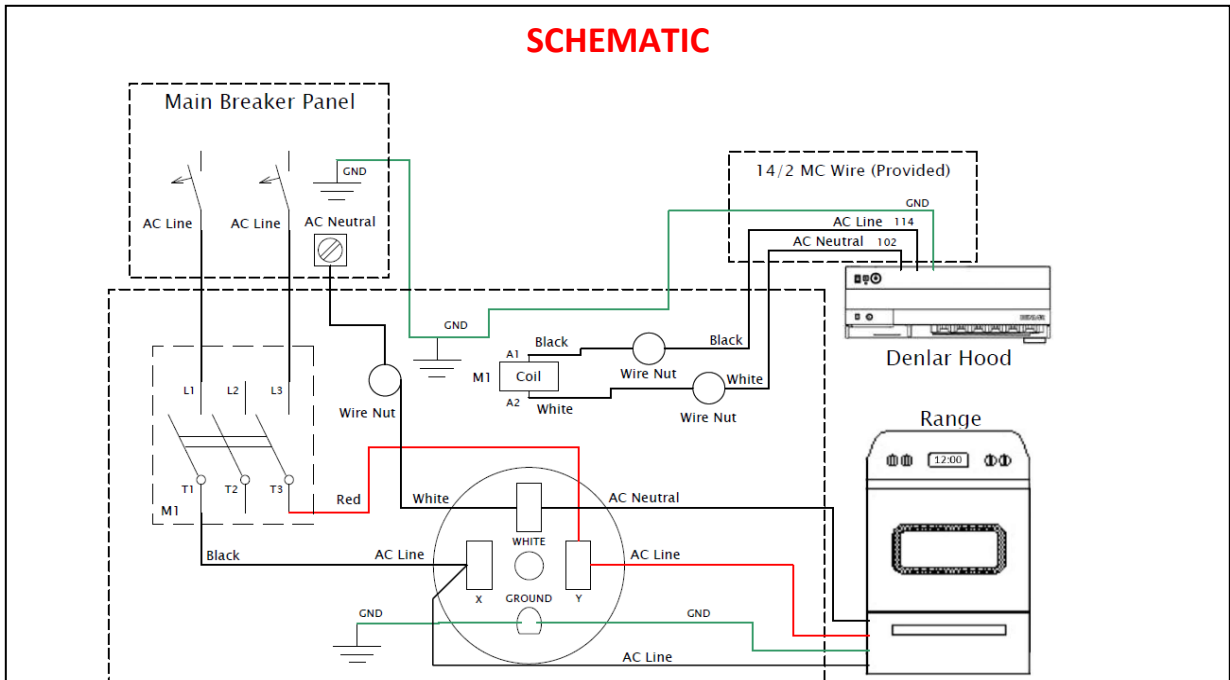 SCHEMATIC
Main Breaker Panel
GND
AC Line
AC Line
AC Neutral
14/2 MC Wire (Provided)
GND
AC Line 114
AC Neutral 102
Denlar Hood
GND
A1
Black
Black
M1
Coil
Wire Nut
A2
White
White
Wire Nut
L1
L2
L3
Wire Nut
T1
T2
T3
M1
Red
White
AC Neutral
Range
12:00
WHITE
Black
AC Line
AC Line
X
GROUND
Y
GND
GND
AC Line